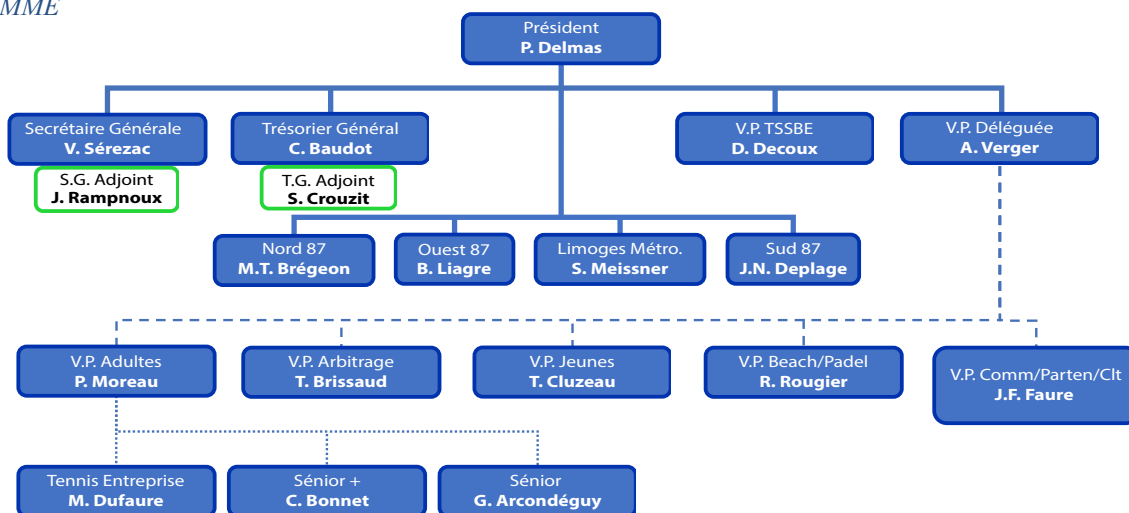 MME
Président
P. Delmas
Secrétaire Générale
V. Sérezac
Trésorier Général
C. Baudot
V.P. TSSBE
D. Decoux
V.P. Déléguée
A. Verger
S.G. Adjoint
J. Rampnoux
T.G. Adjoint
S. Crouzit
Nord 87
M.T. Brégeon
Ouest 87
B. Liagre
Limoges Métro.
S. Meissner
Sud 87
J.N. Deplage
V.P. Adultes
P. Moreau
V.P. Arbitrage
T. Brissaud
V.P. Jeunes
T. Cluzeau
V.P. Beach/Padel
R. Rougier
V.P. Comm/Parten/Clt
J.F. Faure
Tennis Entreprise
M. Dufaure
Sénior +
C. Bonnet
Sénior
G. Arcondéguy